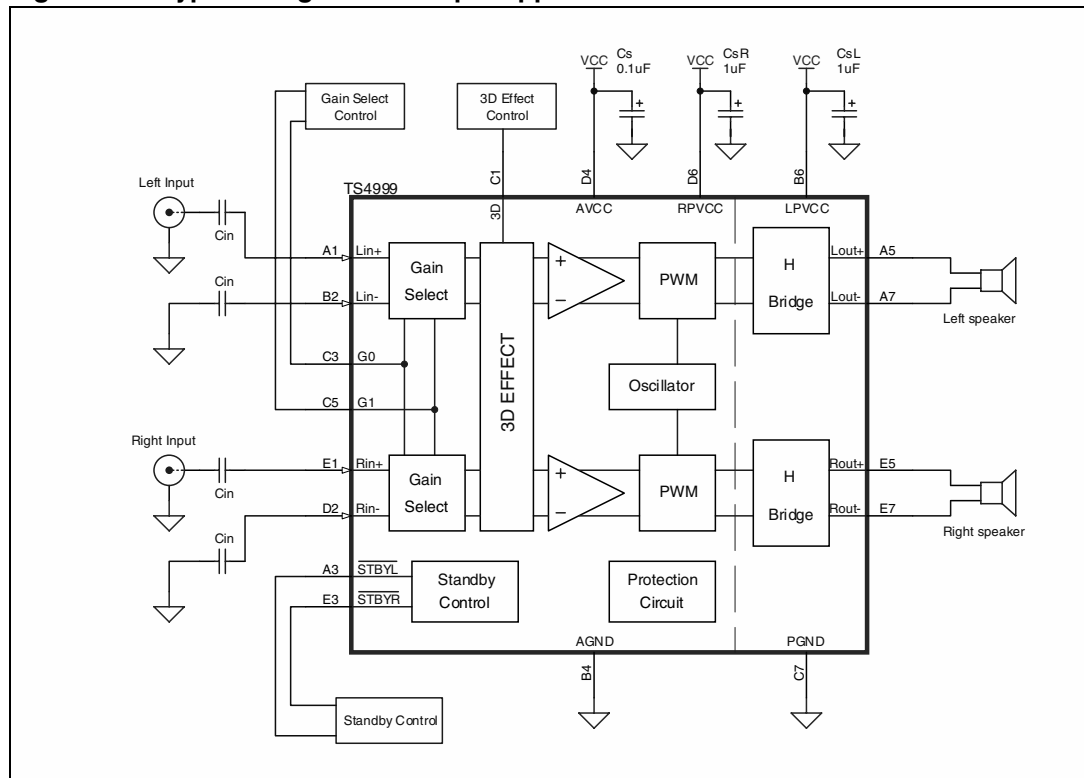 VCC
Cs
0.1uF
VCC
CsR
1uF
VCC
CsL
1uF
Gain Select
Control
3D Effect
Control
C1
D4
D6
B6
TS4999
3D
AVCC
RPVCC
LPVCC
Left Input
Cin
A1
Lin+
Cin
B2
Lin-
Gain
Select
3D EFFECT
+
−
PWM
H
Bridge
Lout+
A5
Lout-
A7
Left speaker
C3
G0
C5
G1
Oscillator
Right Input
Cin
E1
Rin+
Cin
D2
Rin-
Gain
Select
+
−
PWM
H
Bridge
Rout+
E5
Rout-
E7
Right speaker
A3
STBYL
E3
STBYR
Standby
Control
Protection
Circuit
AGND
PGND
B4
C7
Standby Control
+
+
+